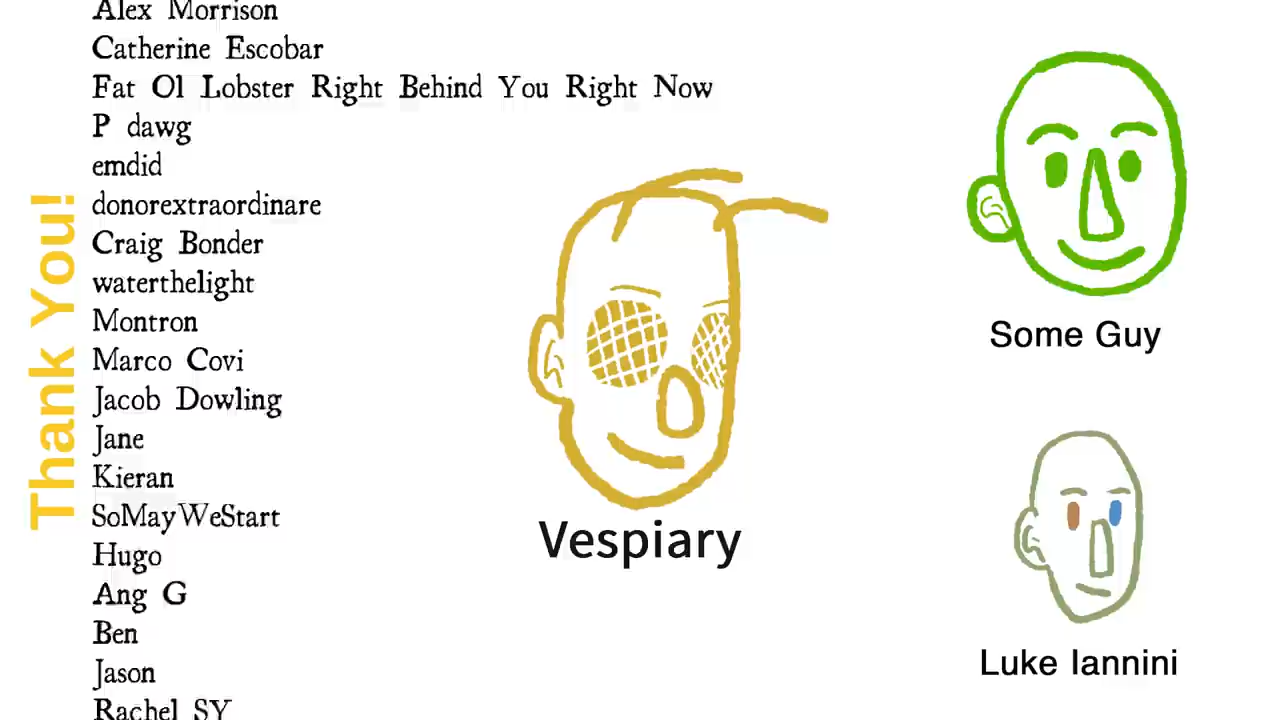 Thank You!
Alex Morrison
Catherine Escobar
Fat Ol Lobster Right Behind You Right Now
P dawg
emdid
donorextraordinare
Craig Bonder
waterthelight
Montron
Marco Covi
Jacob Dowling
Jane
Kieran
SoMayWeStart
Hugo
Ang G
Ben
Jason
Rachel SY
Vespiary
Some Guy
Luke Iannini